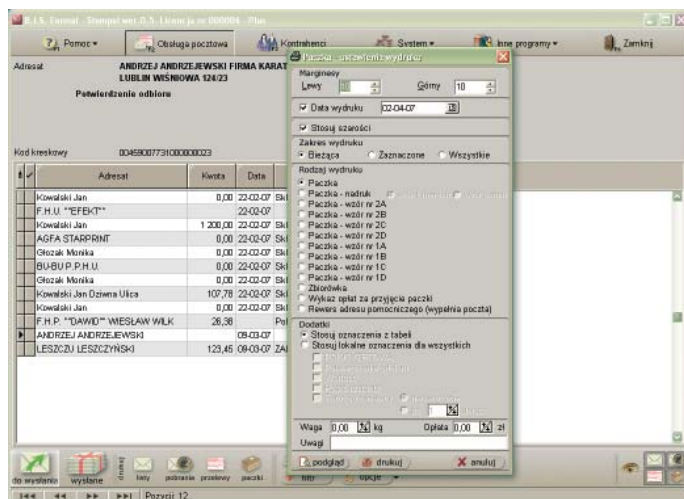 Pomoc
Obsługa pocztowa
Kontrahenci
System
Inne programy
Zamknij
Adresat
ANDRZEJ ANDRZEJEWSKI FIRMA KARAT
LUBLIN WIŚNIOWA 124/23
Potwierdzenie odbioru
Kod kreskowy
Adresat Kwota Data
Kowalski Jan 0,00 22-02-07
F.H.U. ""EFEKT"" 22-02-07
Kowalski Jan 1 200,00 22-02-07
AGFA STARPRINT 0,00 22-02-07
Głozak Monika 0,00 22-02-07
BU-BU P.P.H.U. 0,00 22-02-07
Głozak Monika 0,00 22-02-07
Kowalski Jan Dziwna Ulica 107,78 22-02-07
Kowalski Jan 0,00 22-02-07
F.H.P. ""DAWID"" WIESŁAW WILK 26,36
ANDRZEJ ANDRZEJEWSKI 09-03-07
LESZCZU LESZCZYŃSKI 123,45 09-03-07
Paczka - ustawienia wydruku
Marginesy
Lewy Górny 10
Data wydruku 02-04-07
Stosuj szarości
Zakres wydruku
Bieżąca Zaznaczone Wszystkie
Rodzaj wydruku
Paczka
Paczka - nadruk
Paczka - wzór nr 2A
Paczka - wzór nr 2B
Paczka - wzór nr 2C
Paczka - wzór nr 2D
Paczka - wzór nr 1A
Paczka - wzór nr 1B
Paczka - wzór nr 1C
Paczka - wzór nr 1D
Zbiorówka
Wykaz opłat za przyjęcie paczki
Rewers adresu pomocniczego (wypełnia poczta)
Dodatki
Stosuj oznaczenia z tabeli
Stosuj lokalne oznaczenia dla wszystkich
Waga 0,00 kg Opłata 0,00 zł
Uwagi
podgląd drukuj anuluj
do wysłania wysłane drukuj listy pobrania przelewy paczki opcje
Pozycji 12